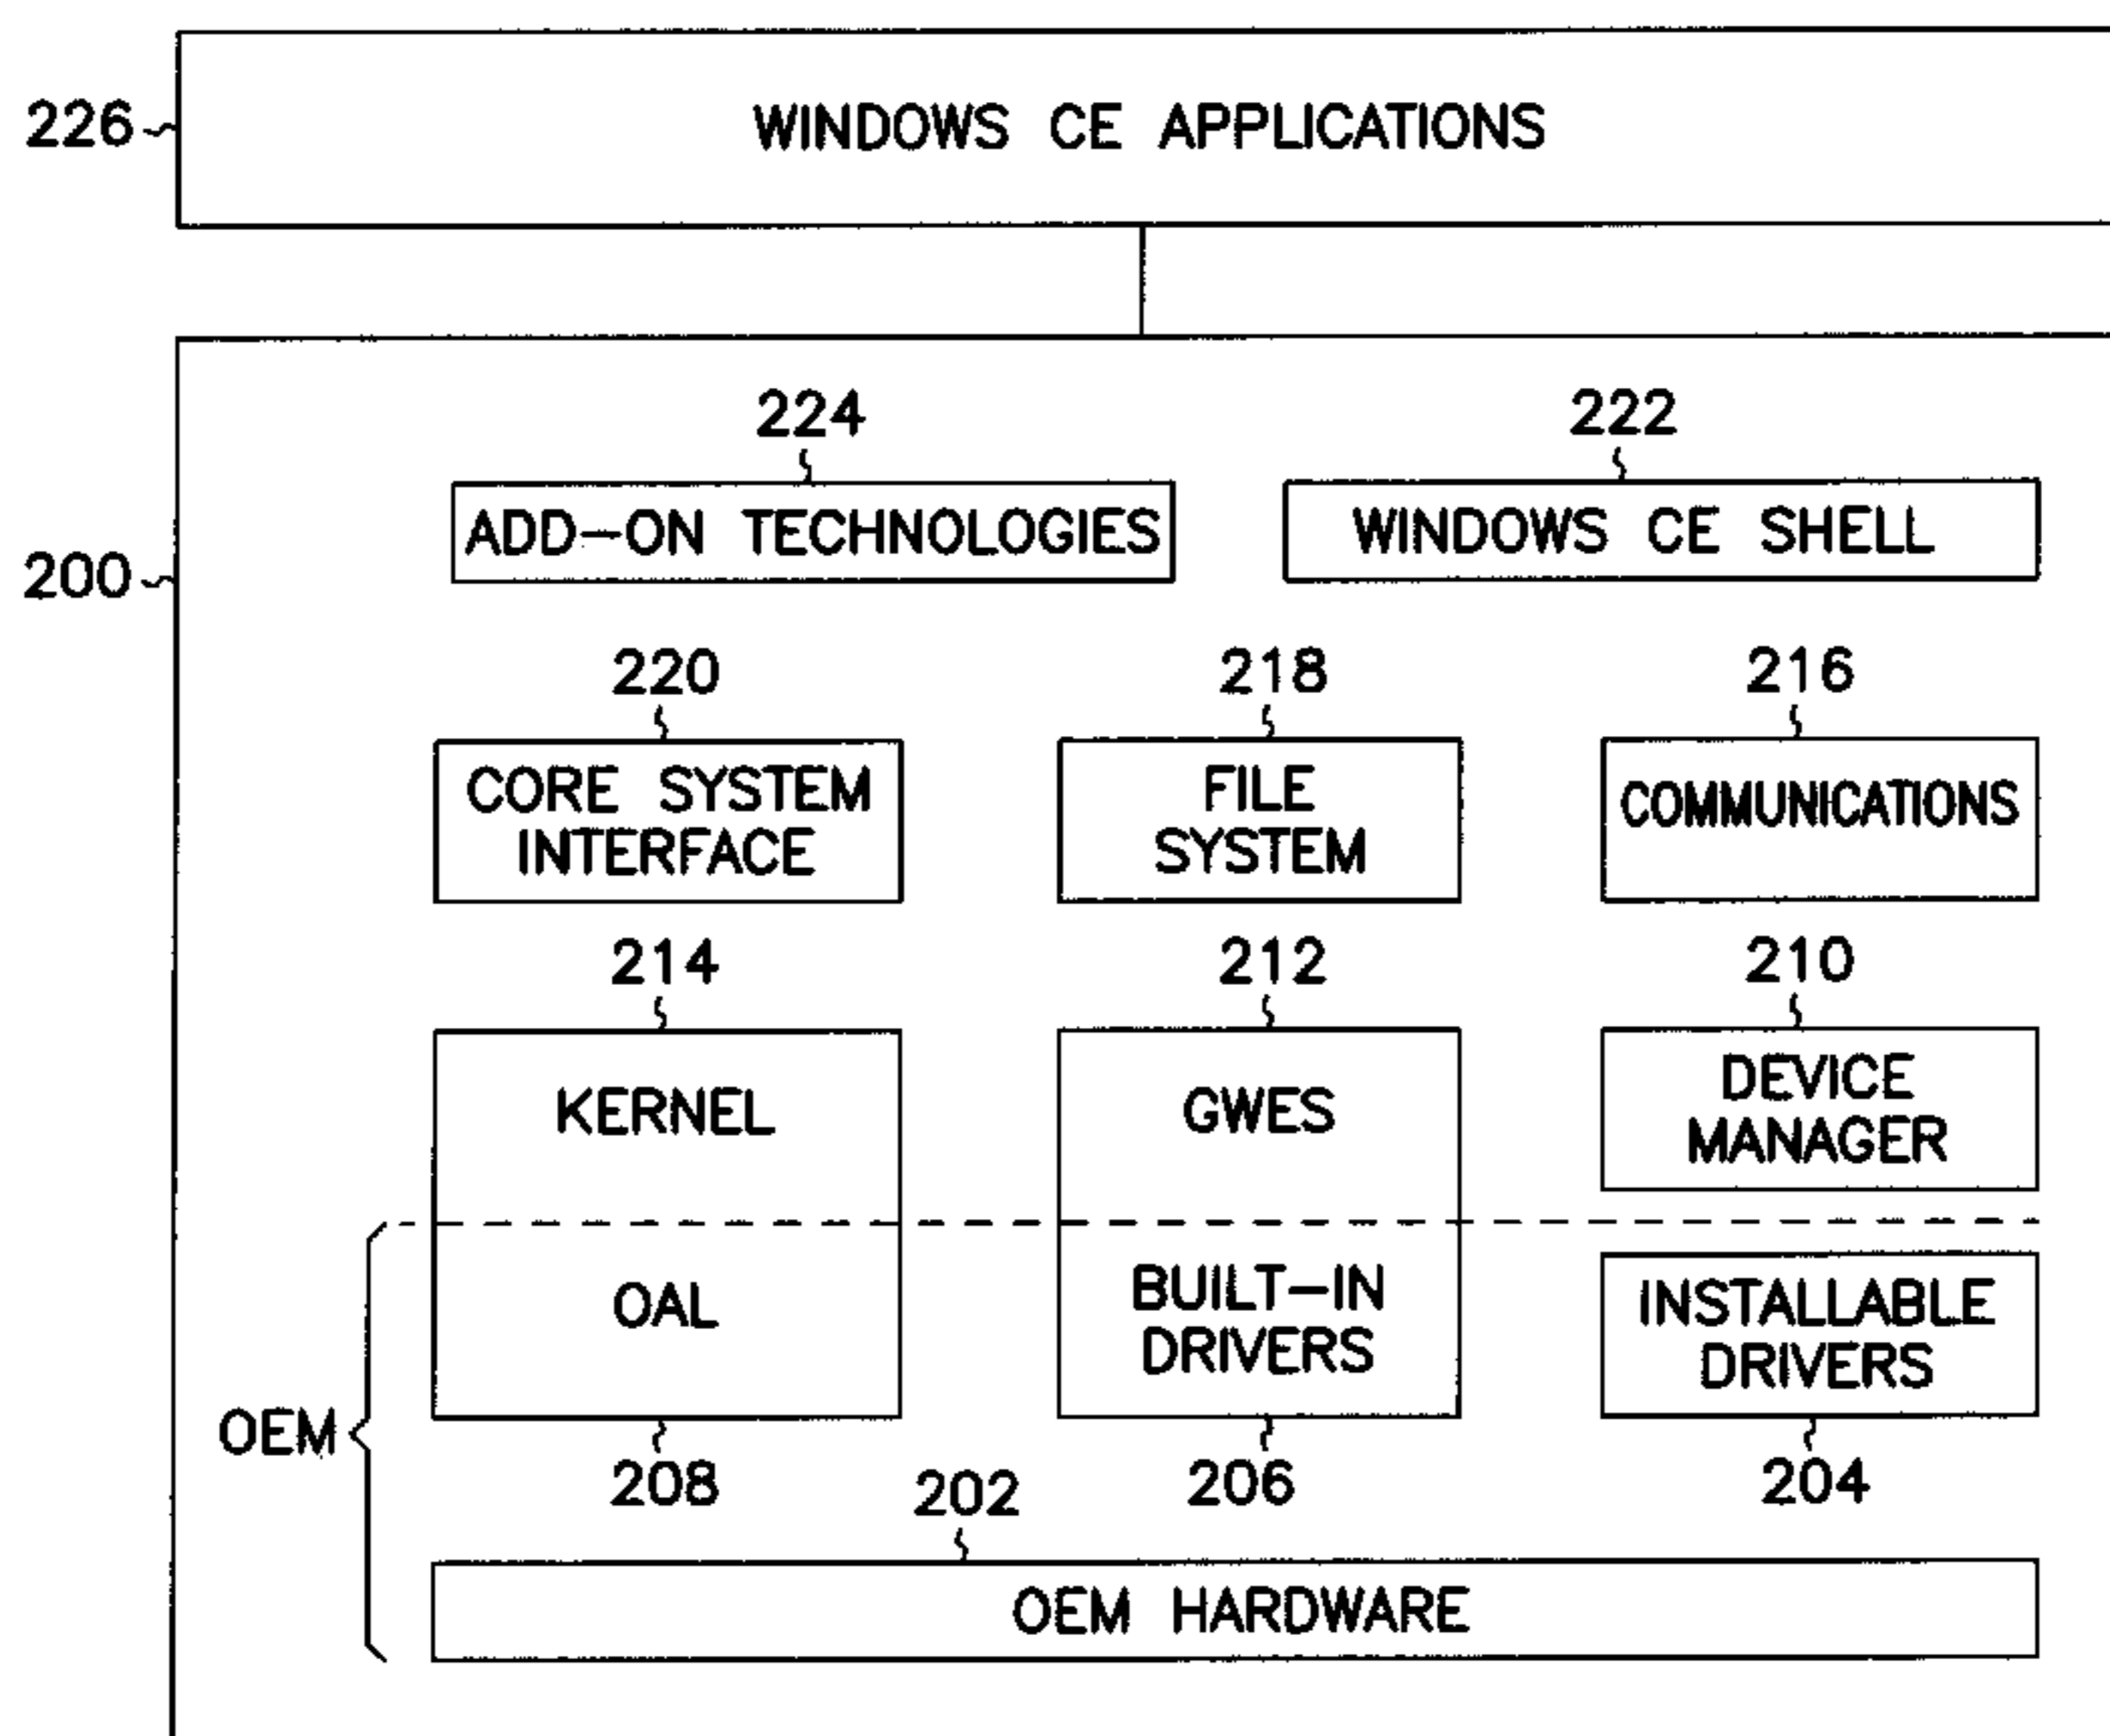 226
WINDOWS CE APPLICATIONS
224
222
ADD-ON TECHNOLOGIES
WINDOWS CE SHELL
200
220
218
216
CORE SYSTEM
INTERFACE
FILE
SYSTEM
COMMUNICATIONS
214
212
210
KERNEL
GWES
DEVICE
MANAGER
OAL
BUILT-IN
DRIVERS
INSTALLABLE
DRIVERS
OEM
208
206
204
202
OEM HARDWARE